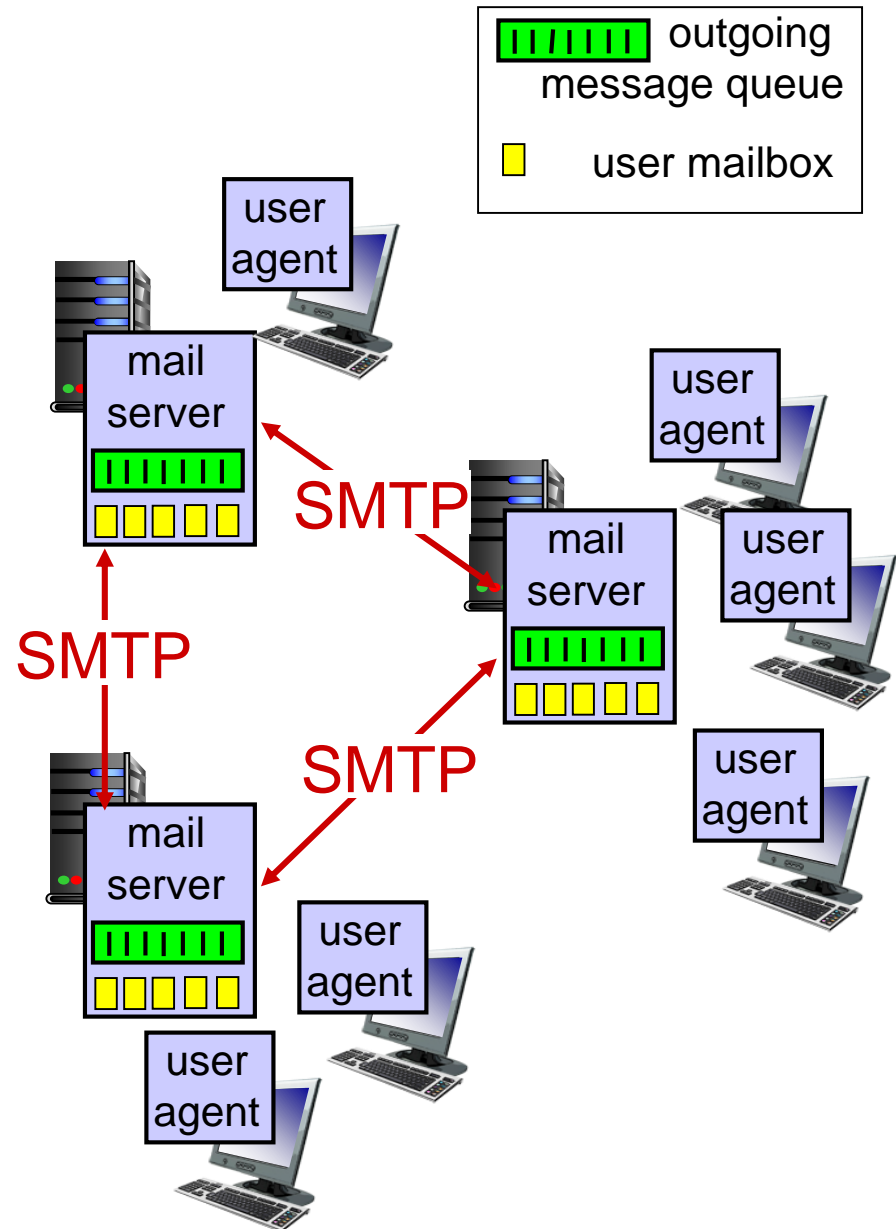 outgoing
message queue
user mailbox
user
agent
mail
server
SMTP
user
agent
mail
server
user
agent
SMTP
SMTP
user
agent
mail
server
user
agent
user
agent